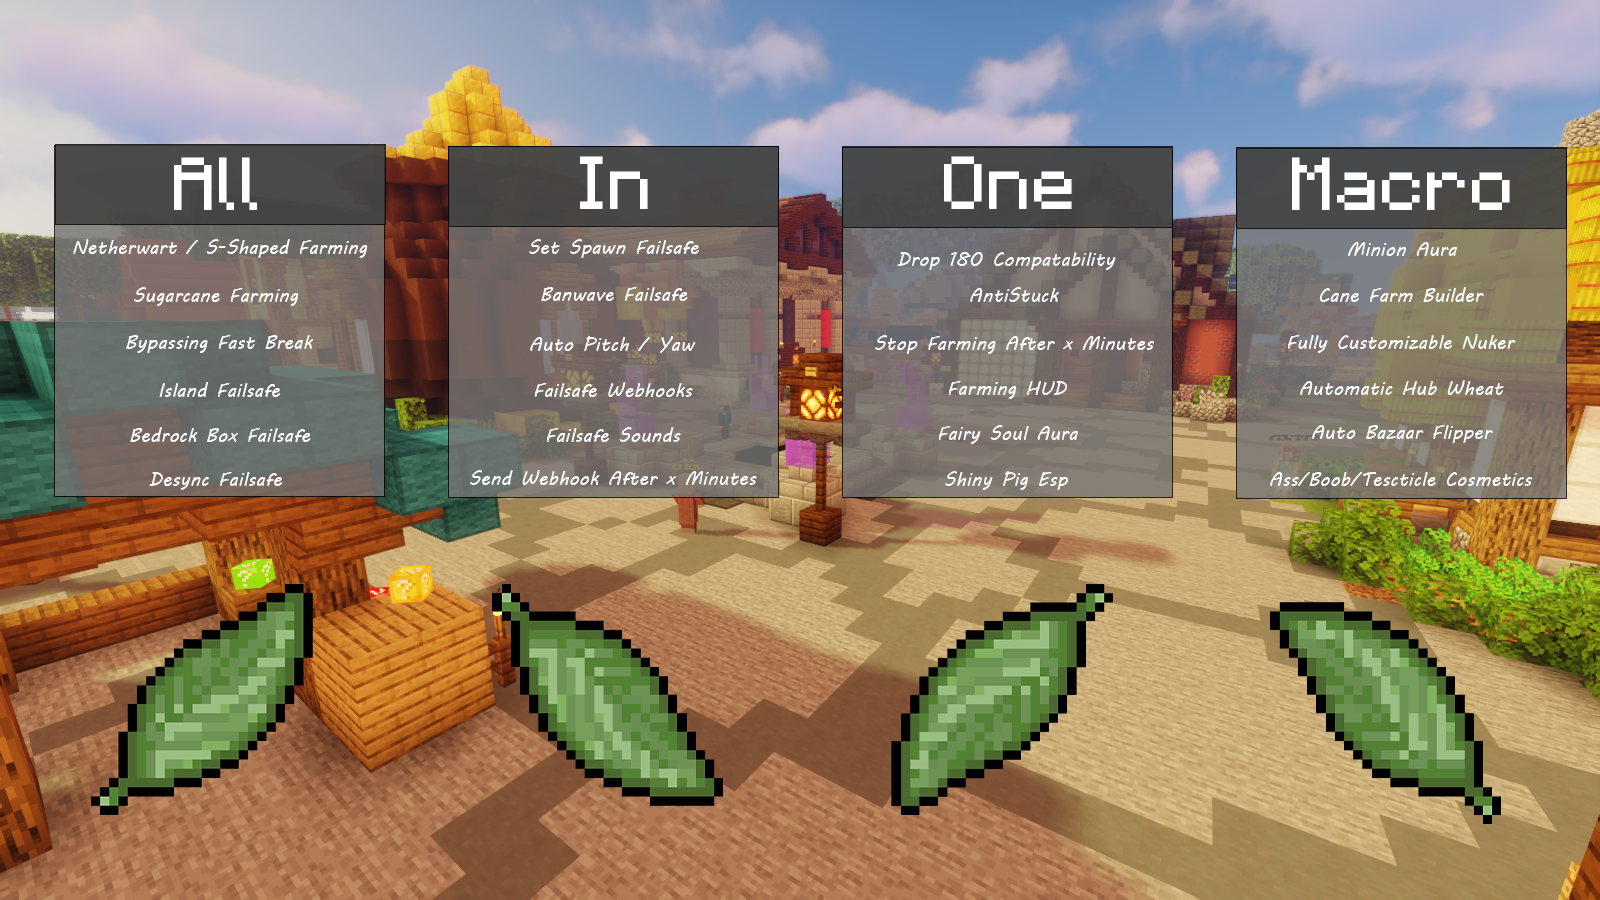 All
Netherwart / S-Shaped Farming
Sugarcane Farming
Bypassing Fast Break
Island Failsafe
Bedrock Box Failsafe
Desync Failsafe
In
Set Spawn Failsafe
Banwave Failsafe
Auto Pitch / Yaw
Failsafe Webhooks
Failsafe Sounds
Send Webhook After x Minutes
One
Drop 180 Compatability
AntiStuck
Stop Farming After x Minutes
Farming HUD
Fairy Soul Aura
Shiny Pig Esp
Macro
Minion Aura
Cane Farm Builder
Fully Customizable Nuker
Automatic Hub Wheat
Auto Bazaar Flipper
Ass/Boob/Tescticle Cosmetics